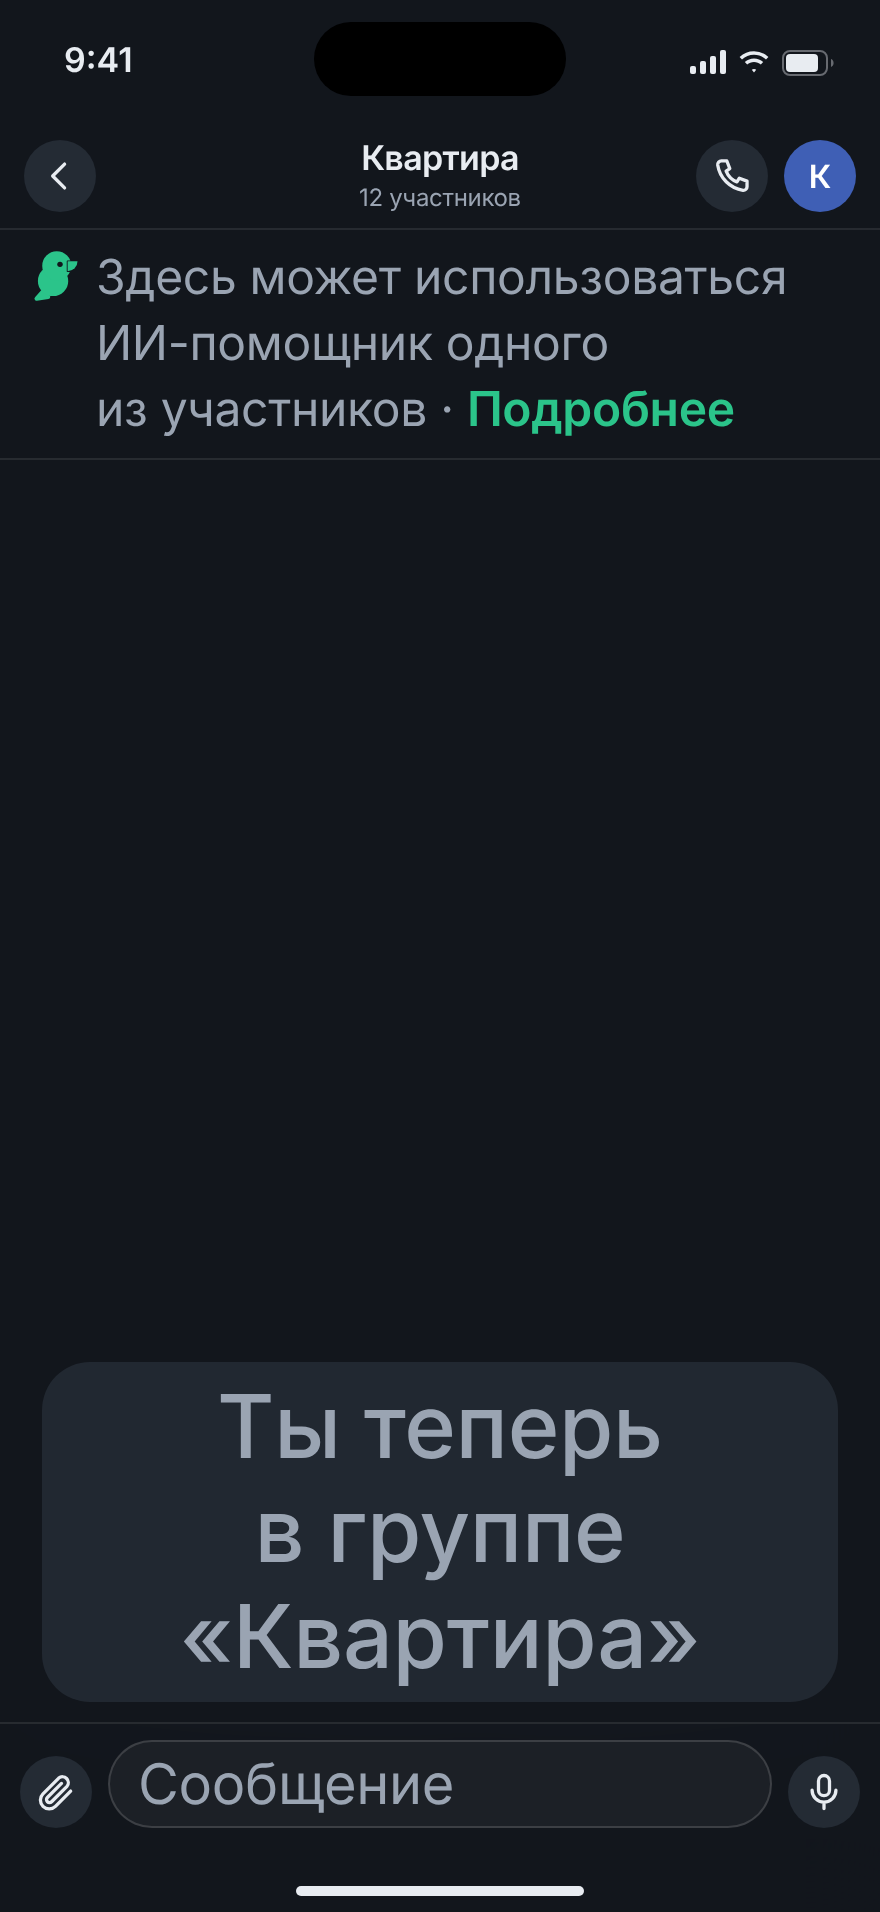 9:41
Квартира
12 участников
К
Здесь может использоваться
ИИ-помощник одного
из участников · Подробнее
Ты теперь
в группе
«Квартира»
Сообщение